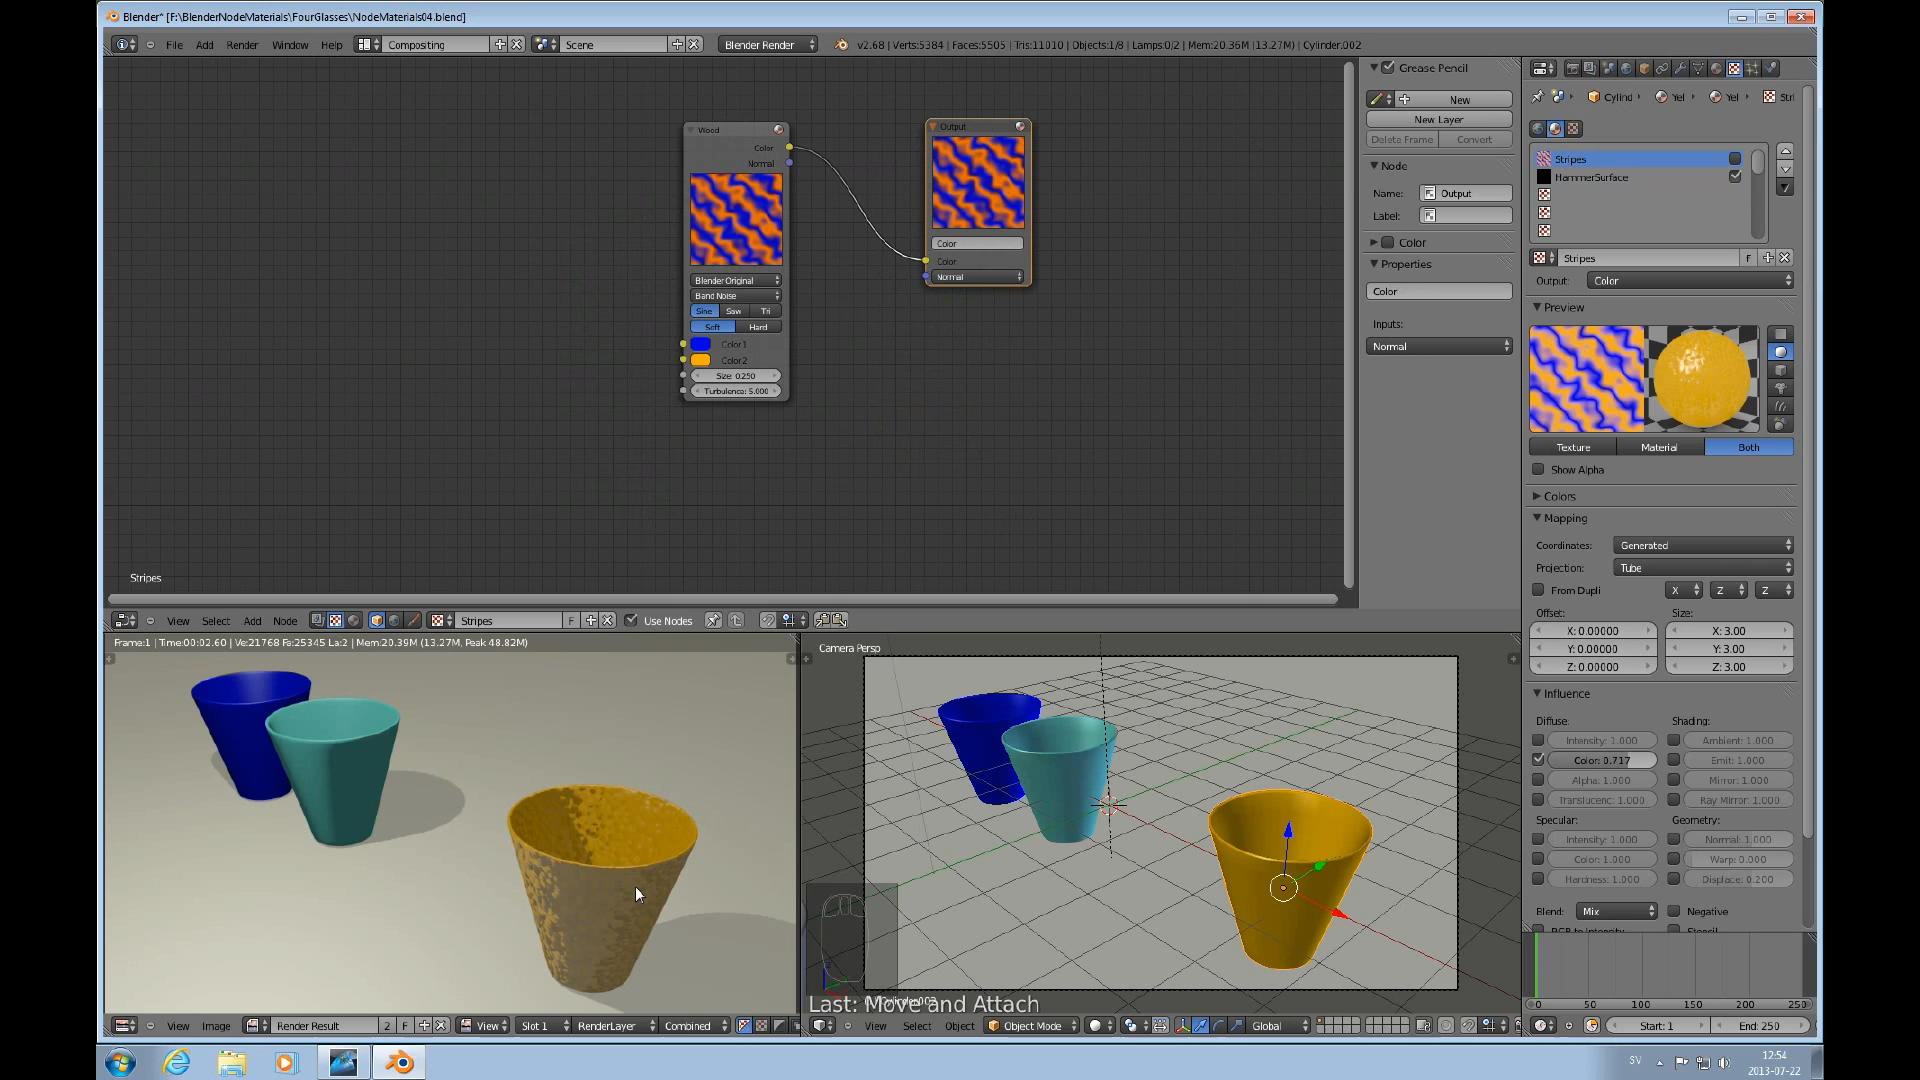 Blender* [F:\BlenderNodeMaterials\FourGlasses\NodeMaterials04.blend]
File Add Render Window Help Compositing Scene Blender Render v2.68 | Verts:5384 | Faces:5505 | Tris:11010 | Objects:1/8 | Lamps:0/2 | Mem:20.36M (13.27M) | Cylinder.002
Grease Pencil
New
New Layer
Delete Frame Convert
Node
Name: Output
Label:
Color
Properties
Color
Inputs:
Normal
Wood
Color
Normal
Blender Original
Band Noise
Sine Saw Tri
Soft Hard
Color1
Color2
Size: 0.250
Turbulence: 5.000
Output
Color
Color
Normal
Stripes
View Select Add Node Stripes Use Nodes
Cylind Yel Yel Stri
Stripes
HammerSurface
Stripes F
Output: Color
Preview
Texture Material Both
Show Alpha
Colors
Mapping
Coordinates: Generated
Projection: Tube
From Dupli X Z Z
Offset: Size:
X: 0.00000 X: 3.00
Y: 0.00000 Y: 3.00
Z: 0.00000 Z: 3.00
Influence
Diffuse: Shading:
Intensity: 1.000 Ambient: 1.000
Color: 0.717 Emit: 1.000
Alpha: 1.000 Mirror: 1.000
Translucenc: 1.000 Ray Mirror: 1.000
Specular: Geometry:
Intensity: 1.000 Normal: 1.000
Color: 1.000 Warp: 0.000
Hardness: 1.000 Displace: 0.200
Blend: Mix Negative
Frame:1 | Time:00:02.60 | Ve:21768 Fa:25345 La:2 | Mem:20.39M (13.27M, Peak 48.82M)
Camera Persp
Last: Move and Attach
View Image Render Result 2 F View Slot 1 RenderLayer Combined
View Select Object Object Mode Global
0 50 100 150 200 250
Start: 1 End: 250
SV
12:54
2013-07-22